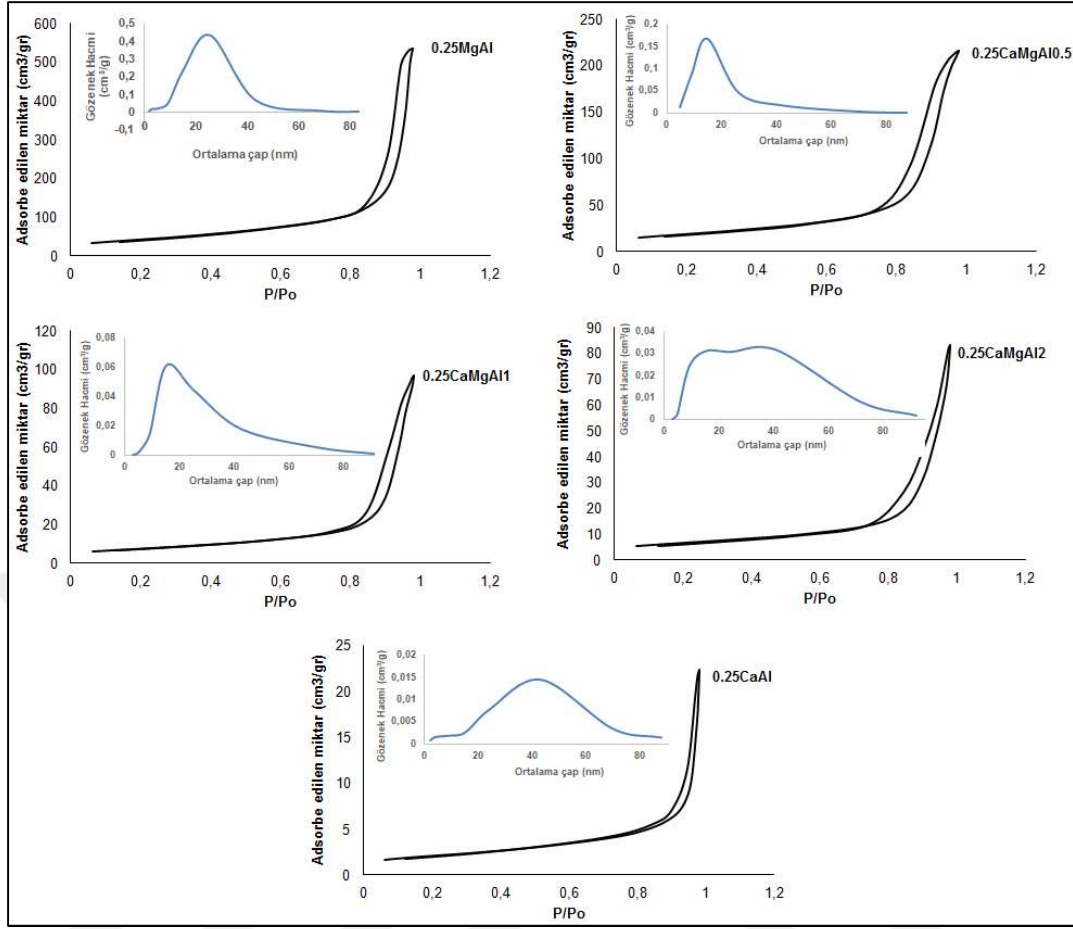 600
500
400
300
200
100
0
Adsorbe edilen miktar (cm3/gr)
0,5
0,4
0,3
0,2
0,1
0
-0,1
Gözenek Hacmi
(cm³/g)
0 20 40 60 80
Ortalama çap (nm)
0.25MgAl
0 0,2 0,4 0,6 0,8 1 1,2
P/Po
250
200
150
100
50
0
Adsorbe edilen miktar (cm3/gr)
0,2
0,15
0,10
0,05
0
Gözenek Hacmi (cm³/g)
0 20 40 60 80
Ortalama çap (nm)
0.25CaMgAl0.5
0 0,2 0,4 0,6 0,8 1 1,2
P/Po
120
100
80
60
40
20
0
Adsorbe edilen miktar (cm3/gr)
0,08
0,06
0,04
0,02
0
Gözenek Hacmi (cm³/g)
0 20 40 60 80
Ortalama çap (nm)
0.25CaMgAl1
0 0,2 0,4 0,6 0,8 1 1,2
P/Po
90
80
70
60
50
40
30
20
10
0
Adsorbe edilen miktar (cm3/gr)
0,04
0,03
0,02
0,01
0
Gözenek Hacmi (cm³/g)
0 20 40 60 80
Ortalama çap (nm)
0.25CaMgAl2
0 0,2 0,4 0,6 0,8 1 1,2
P/Po
25
20
15
10
5
0
Adsorbe edilen miktar (cm3/gr)
0,02
0,015
0,01
0,005
0
Gözenek Hacmi (cm³/g)
0 20 40 60 80
Ortalama çap (nm)
0.25CaAl
0 0,2 0,4 0,6 0,8 1 1,2
P/Po